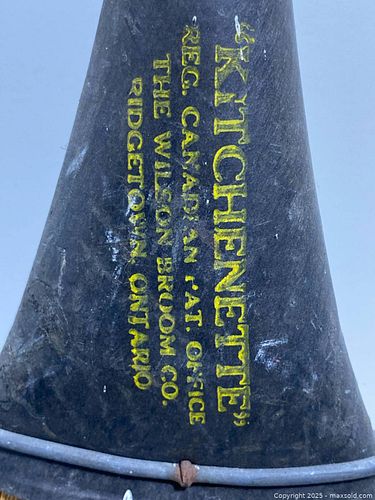 "KITCHENETTE"
REG. CANADIAN PAT. OFFICE
THE WILSON BROOM CO.
RIDGETOWN, ONTARIO
Copyright © 2025 - maxsold.com